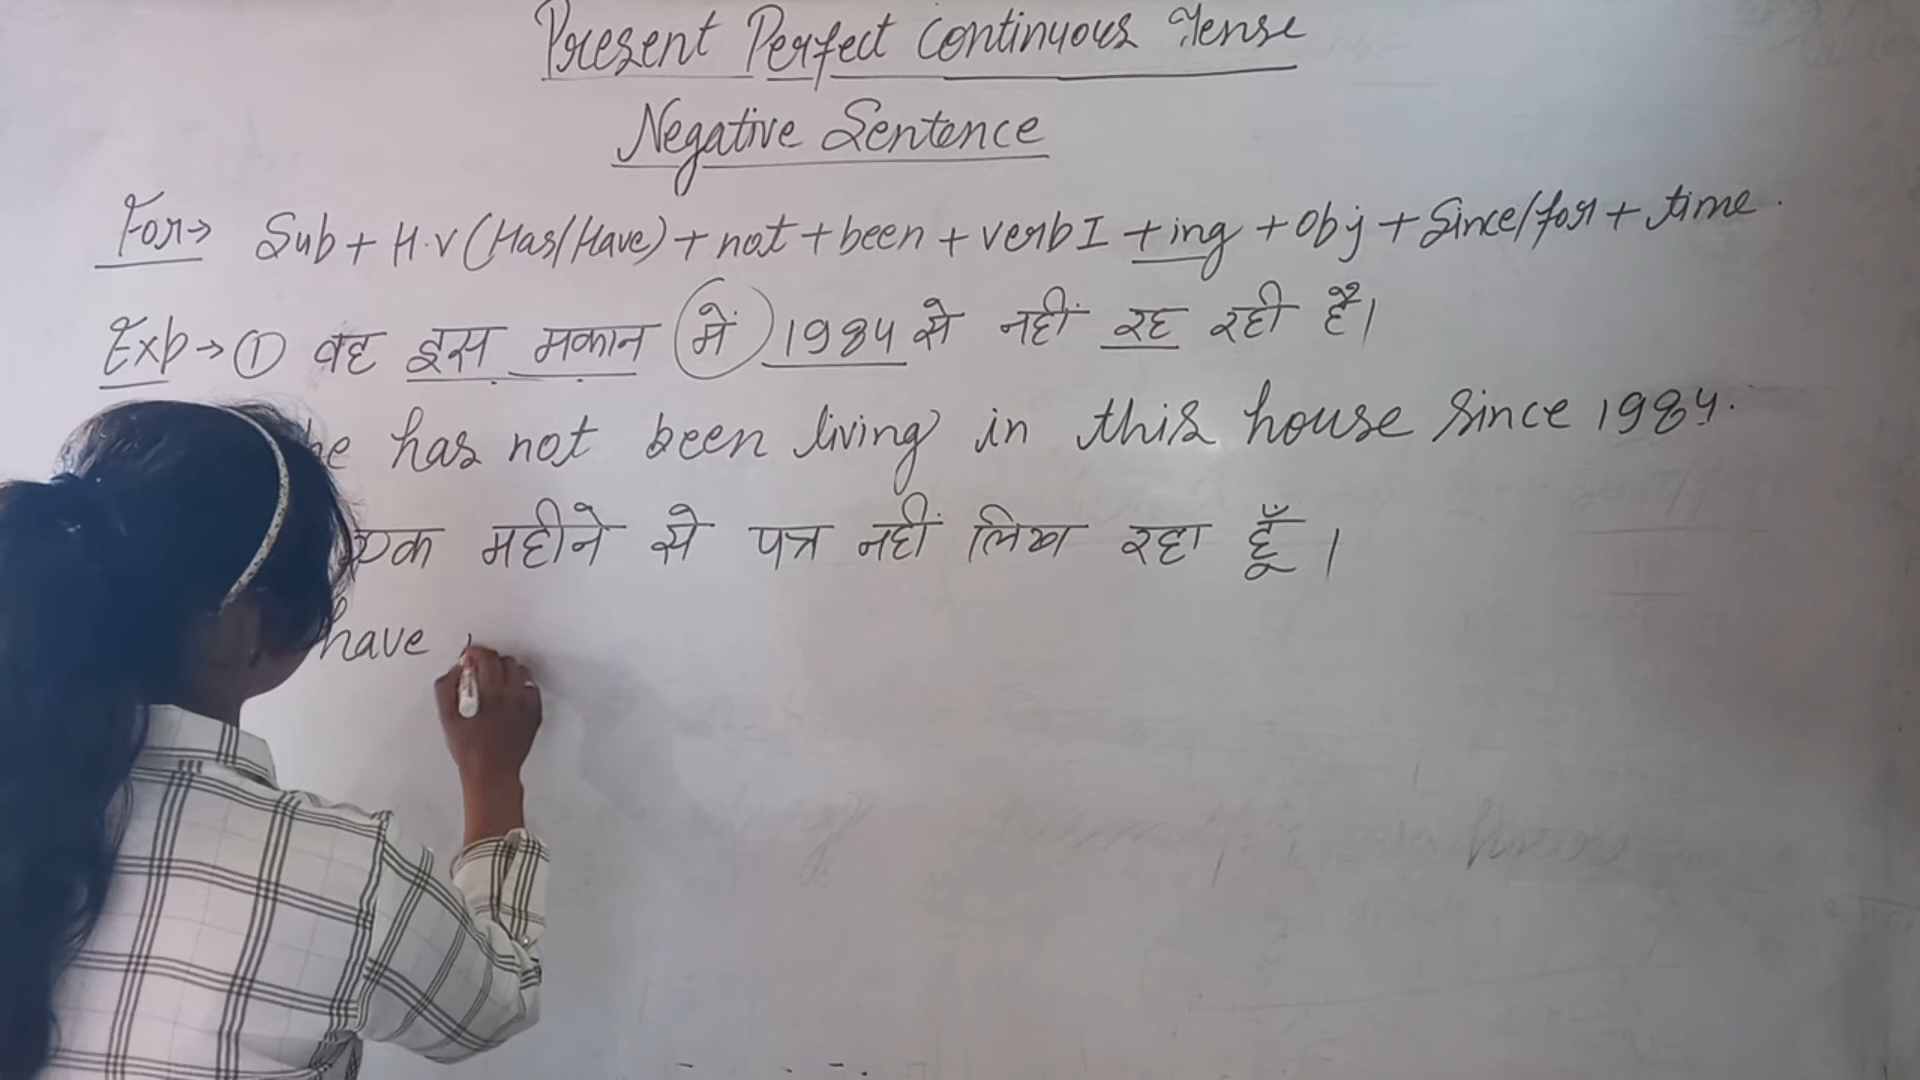 Present Perfect Continuous Tense
Negative Sentence
For→ Sub + H.V (Has/Have) + not + been + verb I + ing + Obj + Since/for + time.
Exp→ ① वह इस मकान में 1984 से नहीं रह रही है।
he has not been living in this house since 1984.
एक महीने से पत्र नहीं लिख रहा हूँ।
have